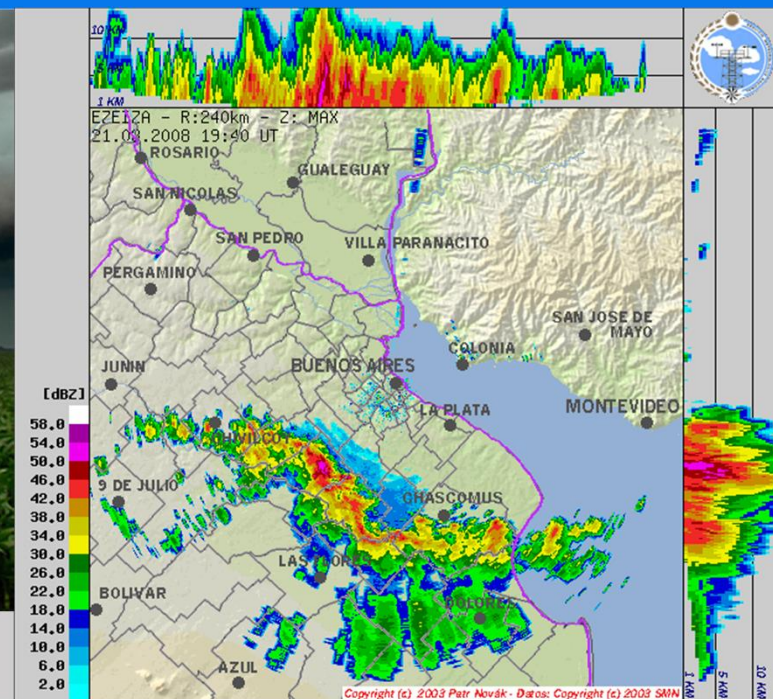 10 KM
5 KM
1 KM
EZEIZA - R:240km - Z: MAX
21.03.2008 19:40 UT
ROSARIO
GUALEGUAY
SAN NICOLAS
SAN PEDRO
VILLA PARANACITO
PERGAMINO
SAN JOSE DE
MAYO
COLONIA
JUNIN
BUENOS AIRES
[dBZ]
LA PLATA
MONTEVIDEO
58.0
54.0
50.0
46.0
42.0
38.0
34.0
30.0
26.0
22.0
18.0
14.0
10.0
6.0
2.0
CHIVILCOY
9 DE JULIO
CHASCOMUS
LAS FLORES
BOLIVAR
DOLORES
AZUL
1 KM
5 KM
10 KM
Copyright (c) 2003 Petr Novák - Datos: Copyright (c) 2003 SMN